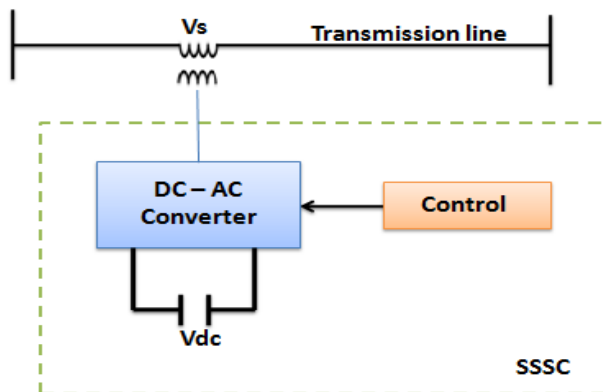 Vs
Transmission line
DC – AC
Converter
Control
Vdc
SSSC